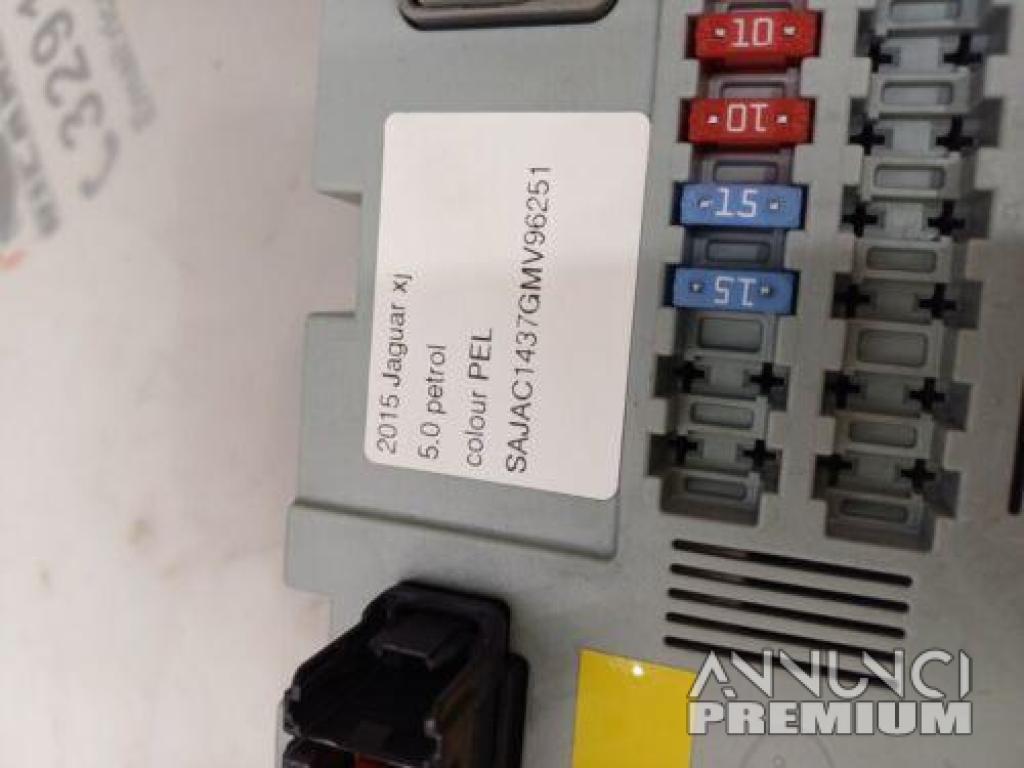 2015 Jaguar xj
5.0 petrol
colour PEL
SAJAC1437GMV96251
10
10
15
15
ANNUNCI
PREMIUM